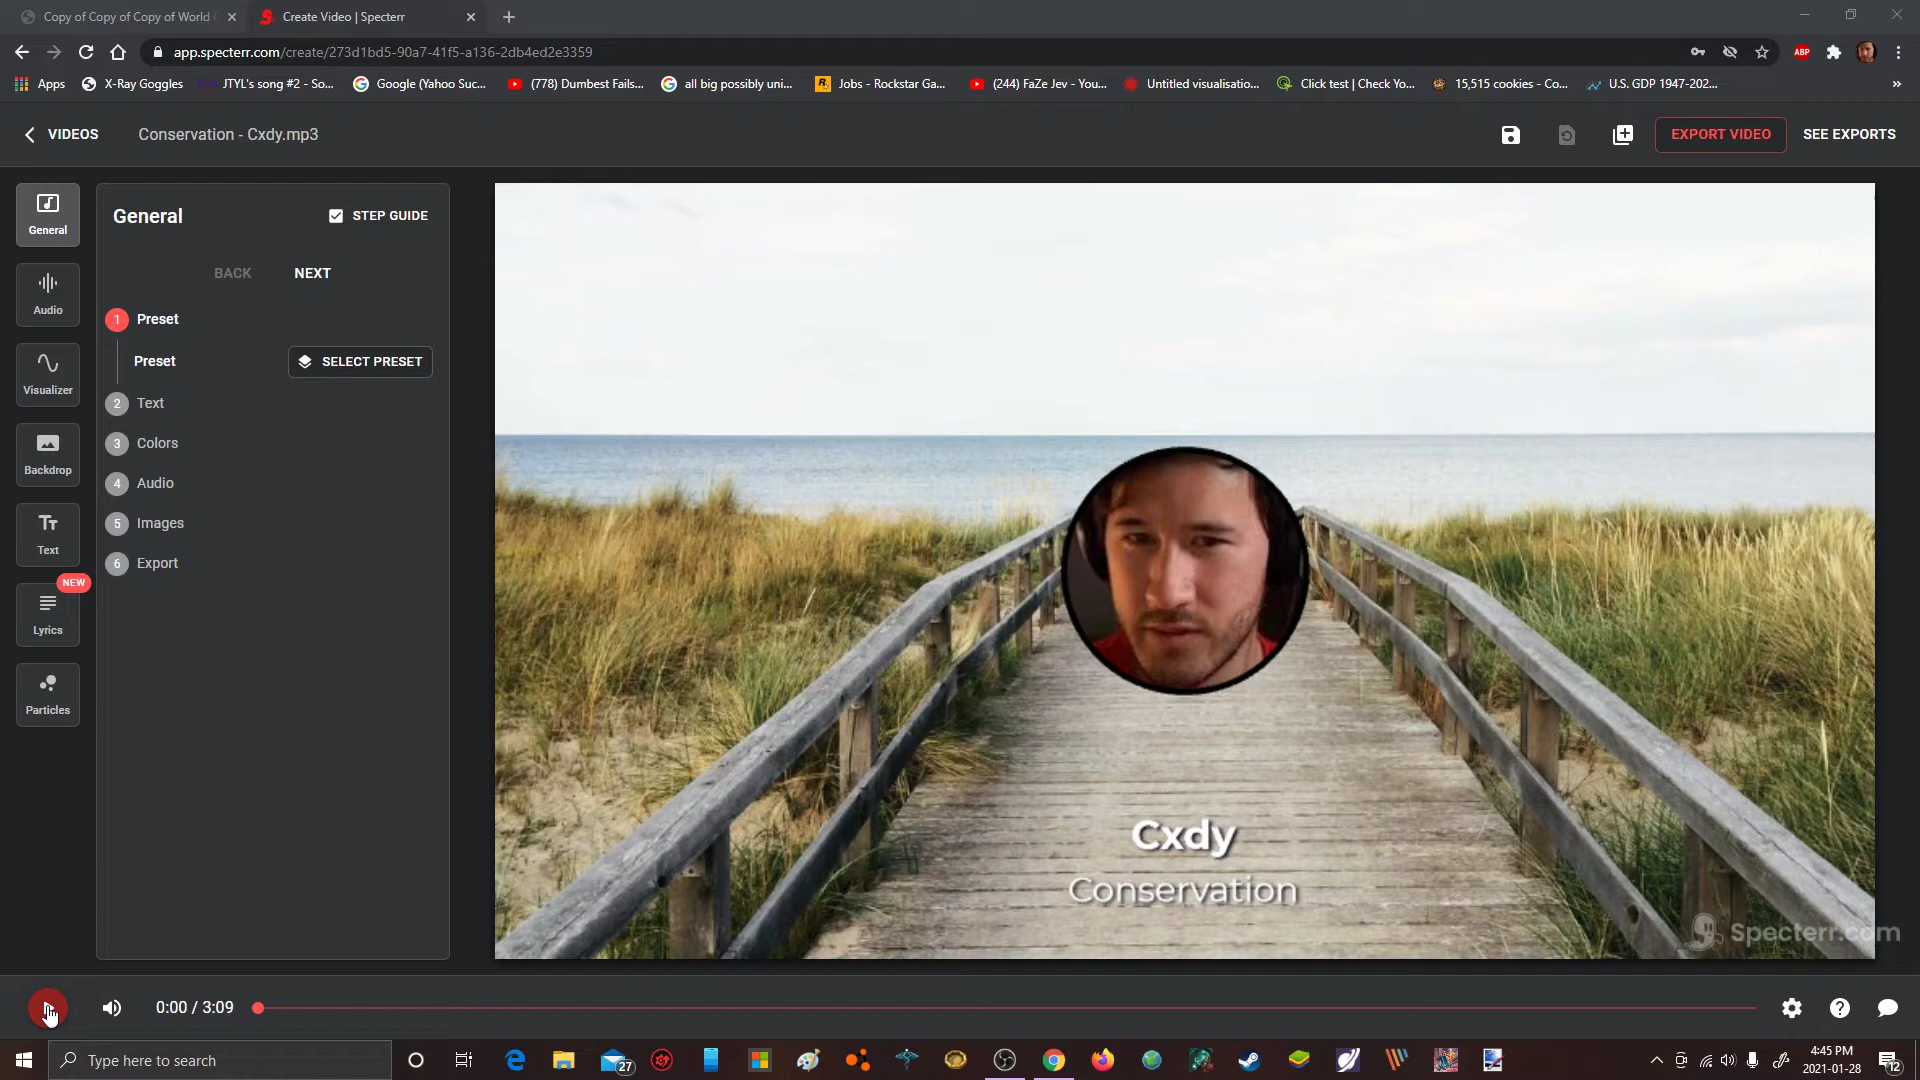 Copy of Copy of Copy of World
Create Video | Specterr
app.specterr.com/create/273d1bd5-90a7-41f5-a136-2db4ed2e3359
ABP
Apps
X-Ray Goggles
JTYL's song #2 - So...
Google (Yahoo Suc...
(778) Dumbest Fails...
all big possibly uni...
Jobs - Rockstar Ga...
(244) FaZe Jev - You...
Untitled visualisatio...
Click test | Check Yo...
15,515 cookies - Co...
U.S. GDP 1947-202...
VIDEOS
Conservation - Cxdy.mp3
EXPORT VIDEO
SEE EXPORTS
General
Audio
Visualizer
Backdrop
Text
NEW
Lyrics
Particles
General
STEP GUIDE
BACK
NEXT
1 Preset
Preset
SELECT PRESET
2 Text
3 Colors
4 Audio
5 Images
6 Export
Cxdy
Conservation
Specterr.com
0:00 / 3:09
Type here to search
27
4:45 PM
2021-01-28
12